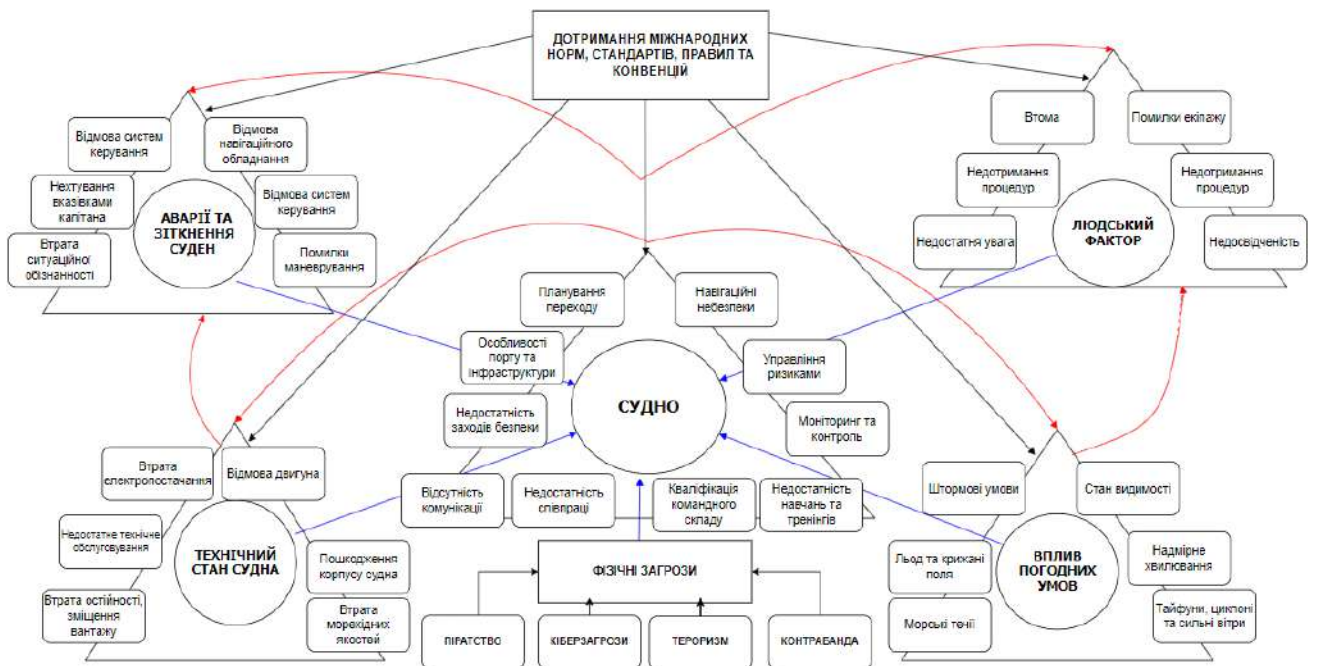 ДОТРИМАННЯ МІЖНАРОДНИХ
НОРМ, СТАНДАРТІВ, ПРАВИЛ ТА
КОНВЕНЦІЙ
Відмова систем
керування
Відмова
навігаційного
обладнання
Нехтування
вказівками
капітана
Відмова систем
керування
Втрата
ситуаційної
обізнаності
Помилки
маневрування
АВАРІЇ ТА
ЗІТКНЕННЯ
СУДЕН
Втома
Помилки екіпажу
Недотримання
процедур
Недотримання
процедур
Недостатня увага
Недосвідченість
ЛЮДСЬКИЙ
ФАКТОР
Планування
переходу
Навігаційні
небезпеки
Особливості
порту та
інфраструктури
Управління
ризиками
Недостатність
заходів безпеки
Моніторинг та
контроль
СУДНО
Відсутність
комунікації
Недостатність
співпраці
Кваліфікація
командного
складу
Недостатність
навчань та
тренінгів
Втрата
електропостачання
Відмова двигуна
Недостатнє технічне
обслуговування
Пошкодження
корпусу судна
Втрата остійності,
зміщення
вантажу
Втрата
морехідних
якостей
ТЕХНІЧНИЙ
СТАН СУДНА
Штормові умови
Стан видимості
Льод та крижані
поля
Надмірне
хвилювання
Морські течії
Тайфуни, циклони
та сильні вітри
ВПЛИВ
ПОГОДНИХ
УМОВ
ФІЗИЧНІ ЗАГРОЗИ
ПІРАТСТВО
КІБЕРЗАГРОЗИ
ТЕРОРИЗМ
КОНТРАБАНДА